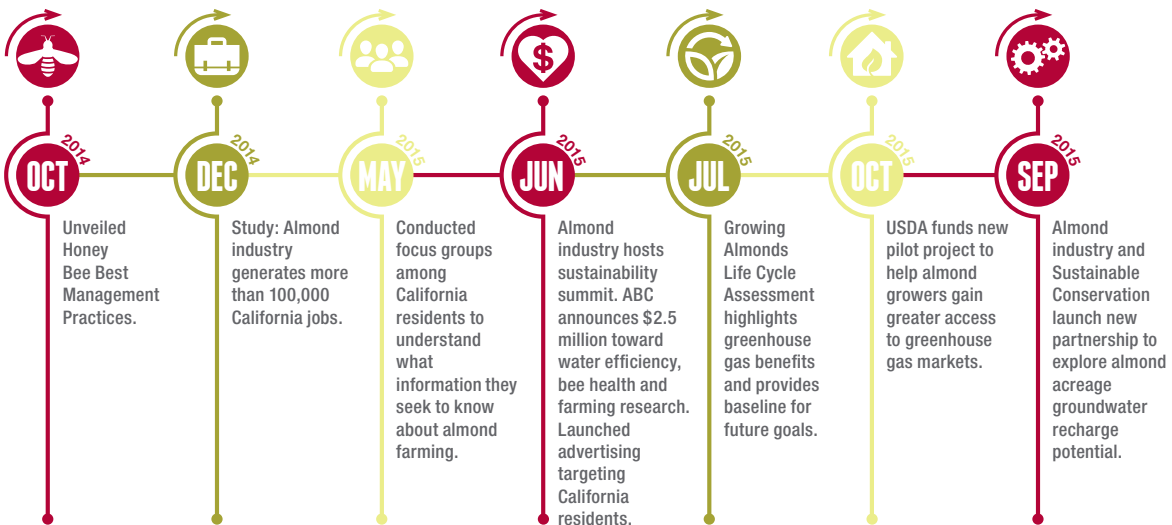 $
OCT
2014
Unveiled
Honey
Bee Best
Management
Practices.
DEC
2014
Study: Almond
industry
generates more
than 100,000
California jobs.
MAY
2015
Conducted
focus groups
among
California
residents to
understand
what
information they
seek to know
about almond
farming.
JUN
2015
Almond
industry hosts
sustainability
summit. ABC
announces $2.5
million toward
water efficiency,
bee health and
farming research.
Launched
advertising
targeting
California
residents.
JUL
2015
Growing
Almonds
Life Cycle
Assessment
highlights
greenhouse
gas benefits
and provides
baseline for
future goals.
OCT
2015
USDA funds new
pilot project to
help almond
growers gain
greater access
to greenhouse
gas markets.
SEP
2015
Almond
industry and
Sustainable
Conservation
launch new
partnership to
explore almond
acreage
groundwater
recharge
potential.